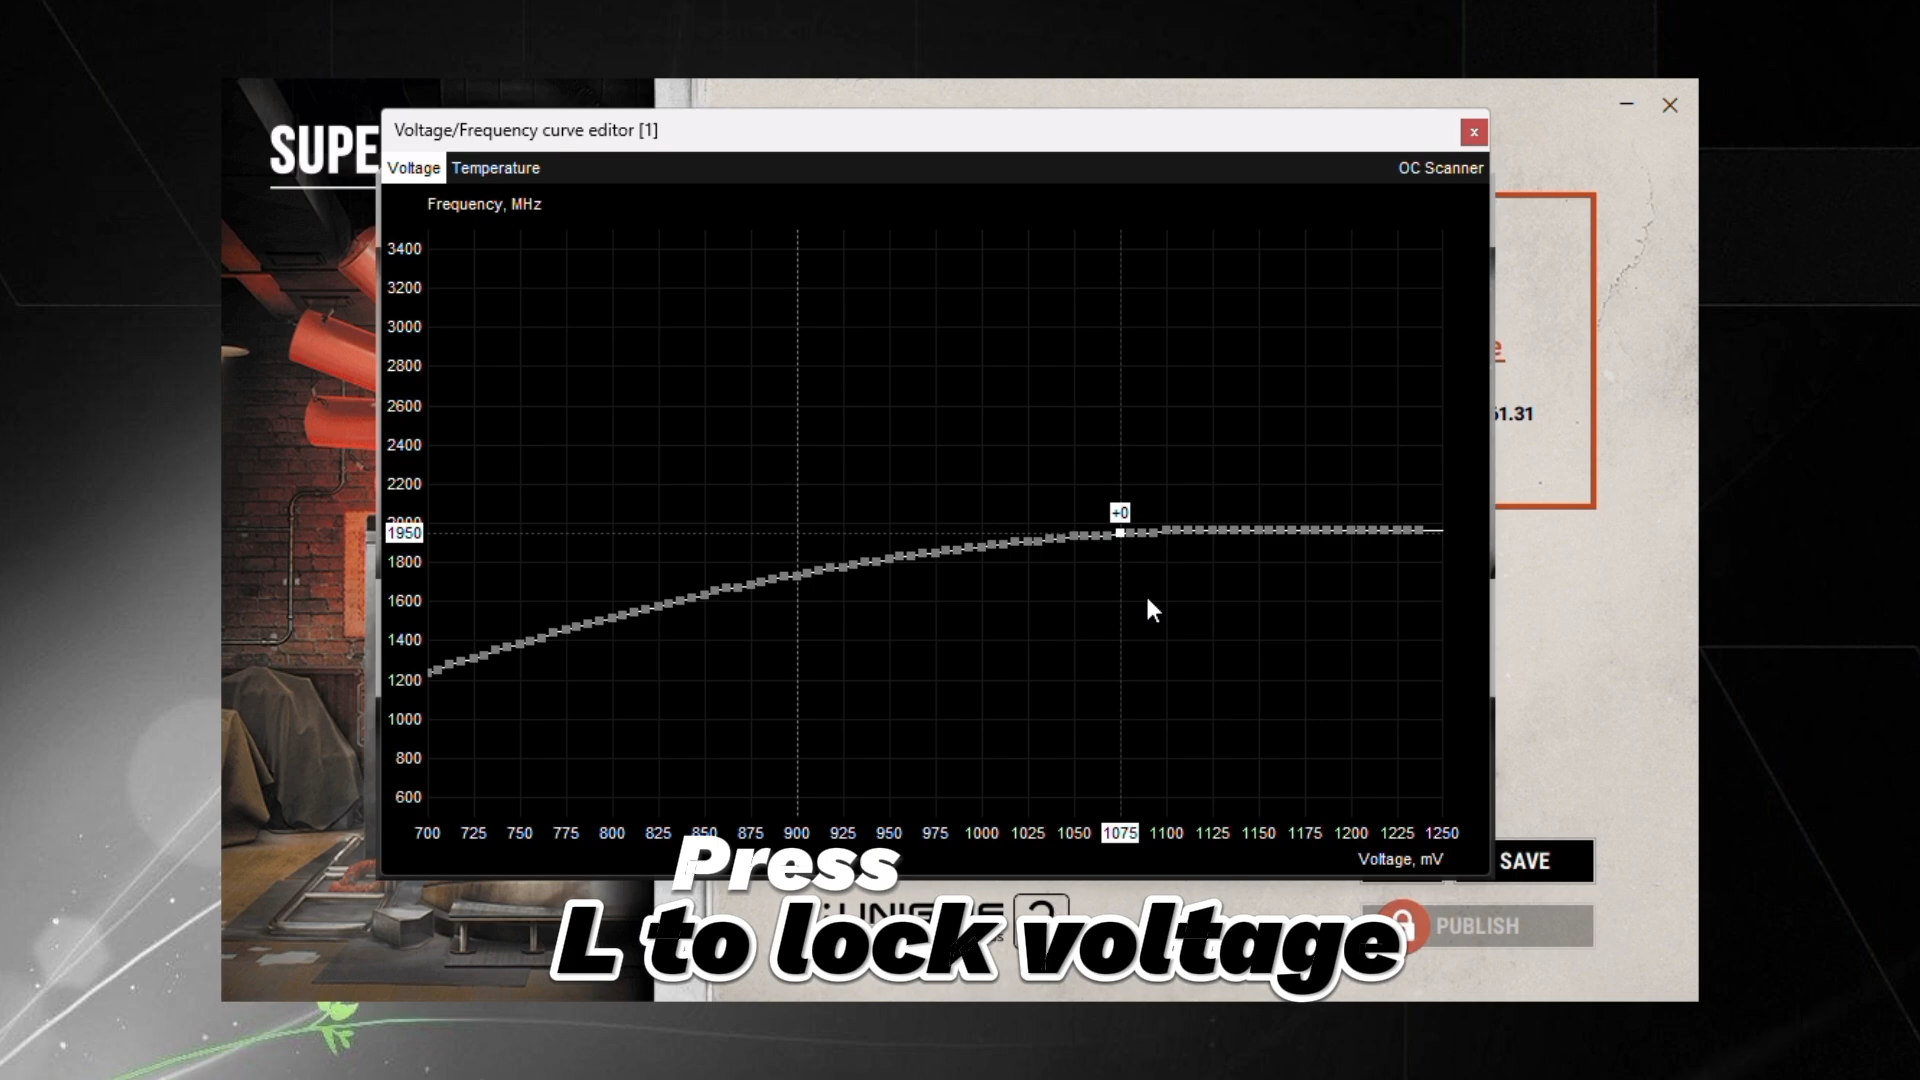 SUPE
Voltage/Frequency curve editor [1]
x
Voltage Temperature OC Scanner
Frequency, MHz
3400
3200
3000
2800
2600
2400
2200
2000
1950
1800
1600
1400
1200
1000
800
600
+0
700 725 750 775 800 825 850 875 900 925 950 975 1000 1025 1050 1075 1100 1125 1150 1175 1200 1225 1250
Voltage, mV
e
61.31
SAVE
PUBLISH
Press
L to lock voltage